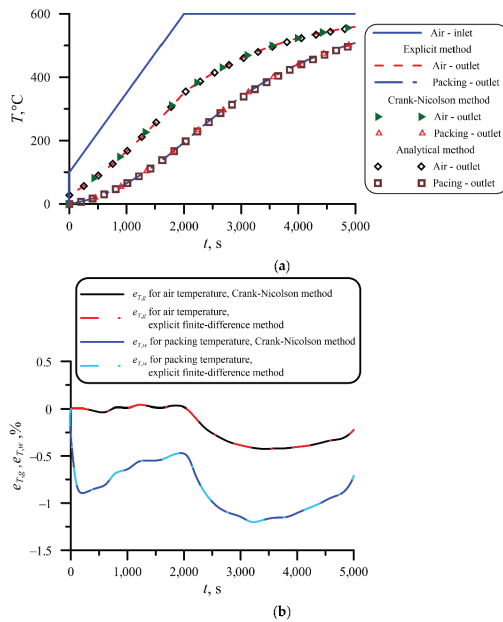 600
400
200
0
T,°C
0
1,000
2,000
3,000
4,000
5,000
t, s
Air - inlet
Explicit method
Air - outlet
Packing - outlet
Crank-Nicolson method
Air - outlet
Packing - outlet
Analytical method
Air - outlet
Pacing - outlet
(a)
e_T,g for air temperature, Crank-Nicolson method
e_T,g for air temperature,
explicit finite-difference method
e_T,w for packing temperature, Crank-Nicolson method
e_T,w for packing temperature,
explicit finite-difference method
0.5
0
−0.5
−1
−1.5
e_T,g, e_T,w, %
0
1,000
2,000
3,000
4,000
5,000
t, s
(b)